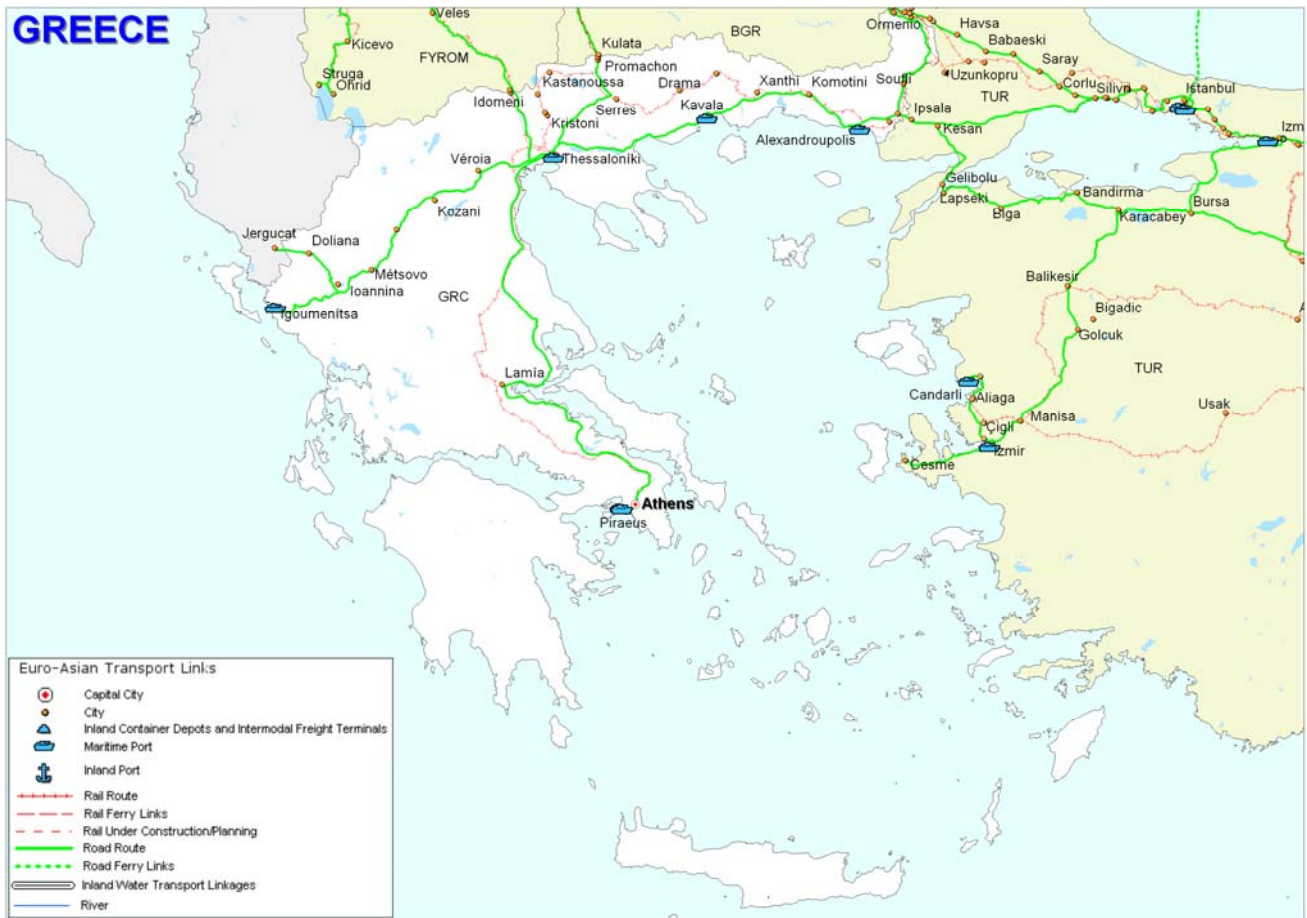 GREECE
Veles
Kicevo
FYROM
Struga
Ohrid
Idomeni
Kulata
Promachon
Kastanoussa
BGR
Serres
Kristoni
Drama
Kavala
Xanthi
Komotini
Alexandroupolis
Ormenio
Havsa
Babaeski
Saray
Uzunkopru
Soufli
TUR
Corlu
Silivri
Istanbul
Ipsala
Kesan
Izm
Thessaloníki
Véroia
Kozani
Gelibolu
Lapseki
Biga
Bandirma
Karacabey
Bursa
Jergucat
Doliana
Métsovo
Ioannina
Igoumenítsa
GRC
Balikesir
Bigadic
A
Golcuk
TUR
Lamía
Candarli
Aliaga
Manisa
Usak
Çigli
Izmir
Cesme
Athens
Piraeus
Euro-Asian Transport Links
Capital City
City
Inland Container Depots and Intermodal Freight Terminals
Maritime Port
Inland Port
Rail Route
Rail Ferry Links
Rail Under Construction/Planning
Road Route
Road Ferry Links
Inland Water Transport Linkages
River